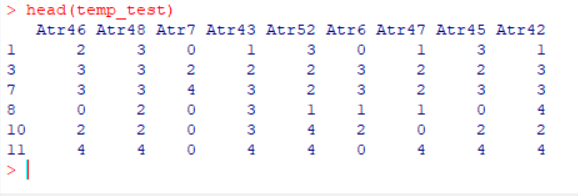 > head(temp_test)
Atr46 Atr48 Atr7 Atr43 Atr52 Atr6 Atr47 Atr45 Atr42
1 2 3 0 1 3 0 1 3 1
3 3 3 2 2 2 3 2 2 3
7 3 3 4 3 2 3 2 3 3
8 0 2 0 3 1 1 1 0 4
10 2 2 0 3 4 2 0 2 2
11 4 4 0 4 4 0 4 4 4
>